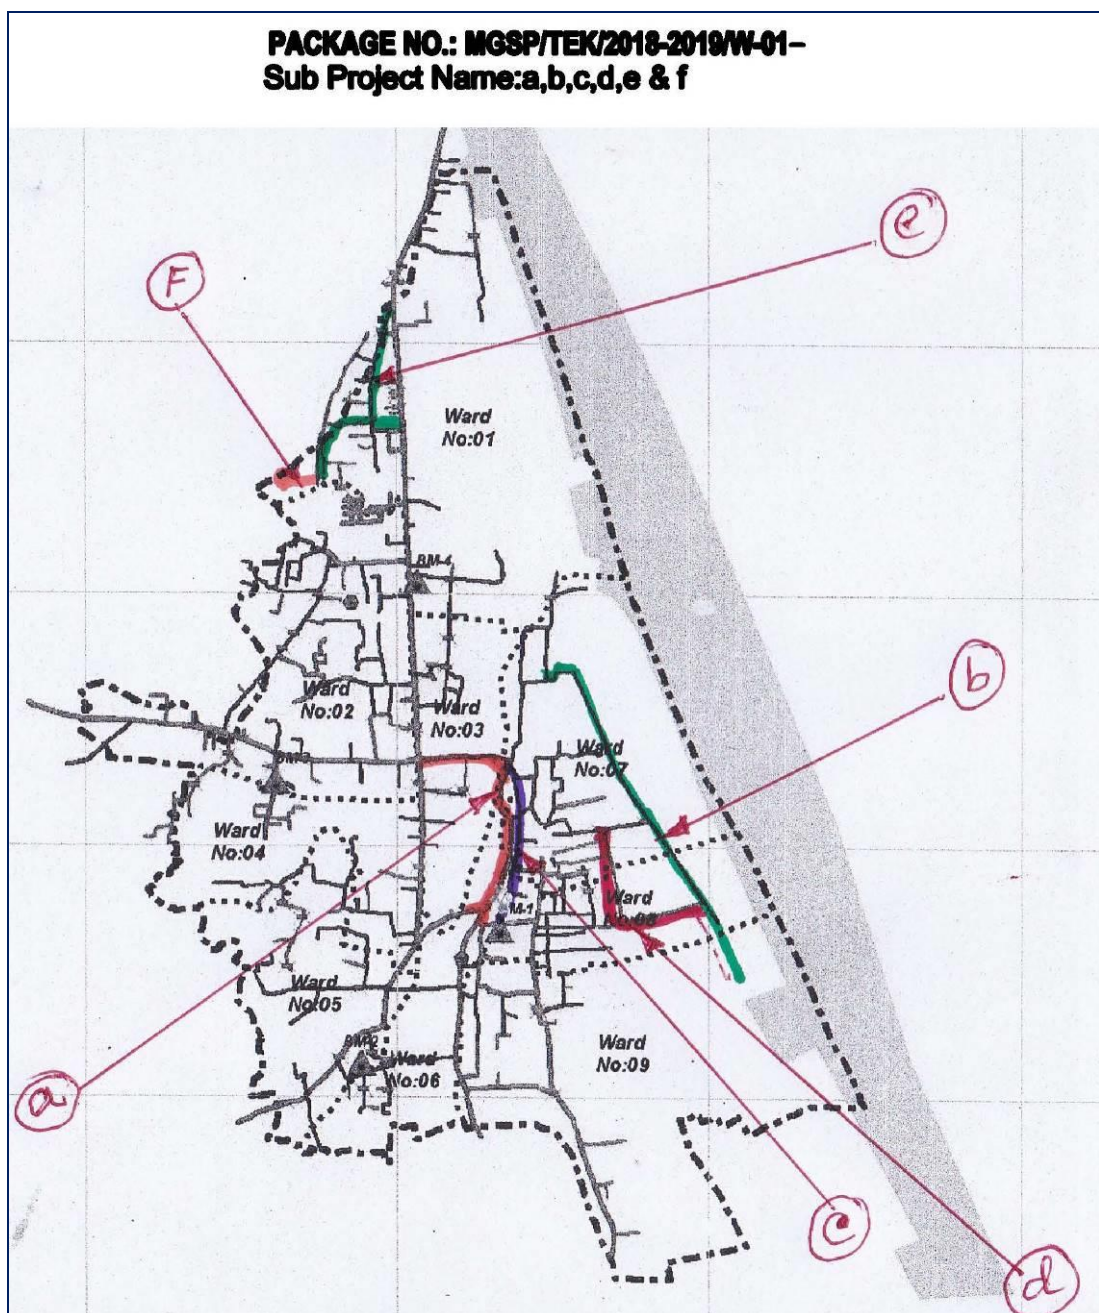 PACKAGE NO.: MGSP/TEK/2018-2019/W-01–
Sub Project Name:a,b,c,d,e & f
e
F
Ward
No:01
BM-4
b
Ward
No:02
Ward
No:03
Ward
No:07
Ward
No:04
Ward
No:08
M-1
Ward
No:05
Ward
No:09
BM-2
Ward
No:06
a
c
d